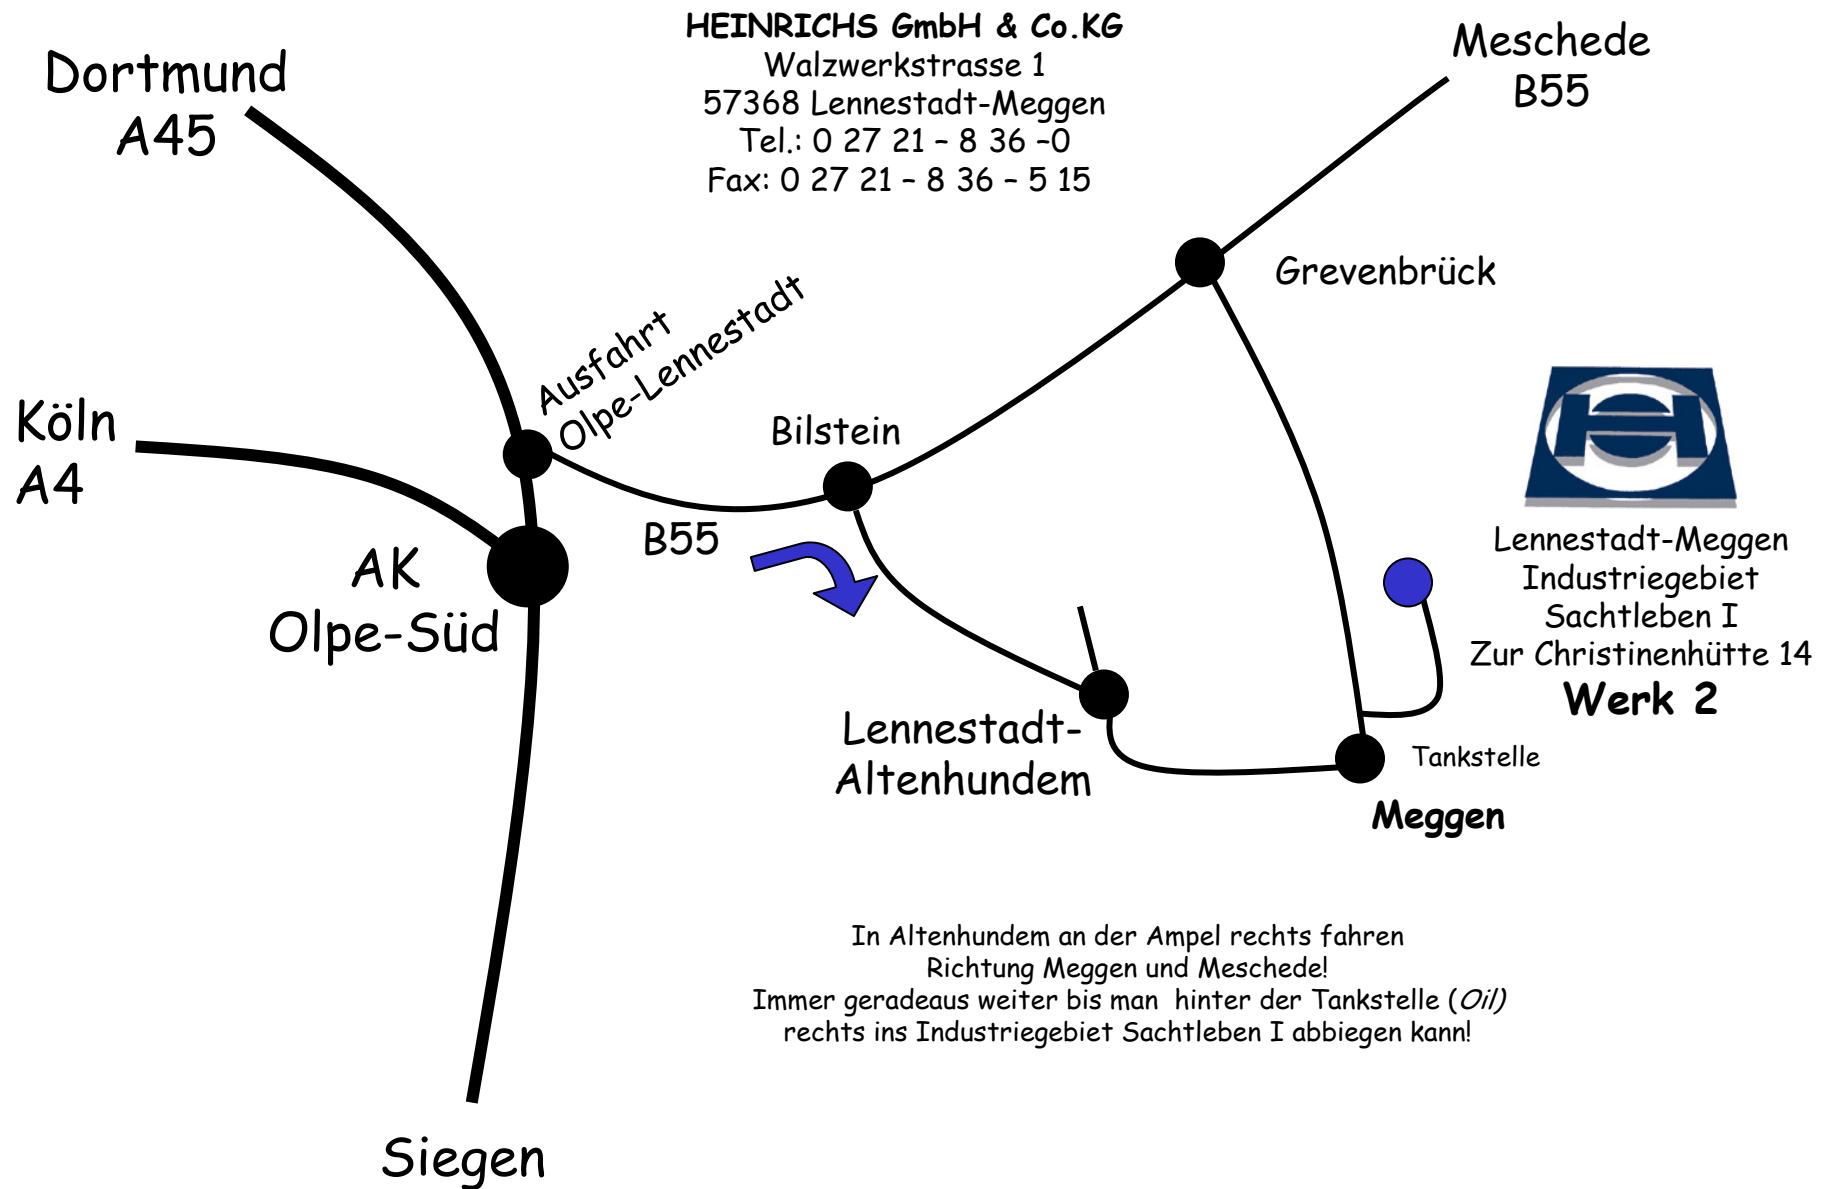 HEINRICHS GmbH & Co.KG
Walzwerkstrasse 1
57368 Lennestadt-Meggen
Tel.: 0 27 21 – 8 36 –0
Fax: 0 27 21 – 8 36 – 5 15
Meschede
B55
Dortmund
A45
Grevenbrück
Ausfahrt
Olpe-Lennestadt
Köln
A4
Bilstein
B55
AK
Olpe-Süd
H
Lennestadt-Meggen
Industriegebiet
Sachtleben I
Zur Christinenhütte 14
Werk 2
Lennestadt-
Altenhundem
Tankstelle
Meggen
In Altenhundem an der Ampel rechts fahren
Richtung Meggen und Meschede!
Immer geradeaus weiter bis man  hinter der Tankstelle (Oil)
rechts ins Industriegebiet Sachtleben I abbiegen kann!
Siegen